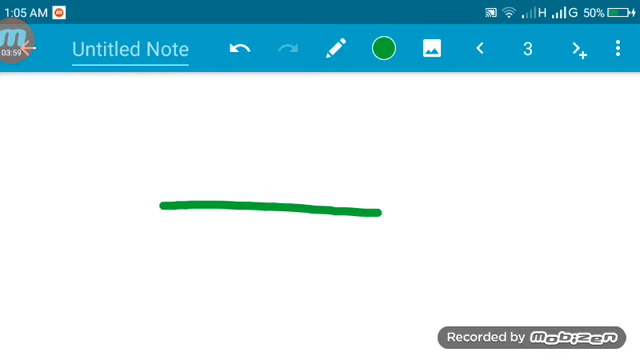 1:05 AM H G 50%
m
03:59
Untitled Note 3
Recorded by mobizen